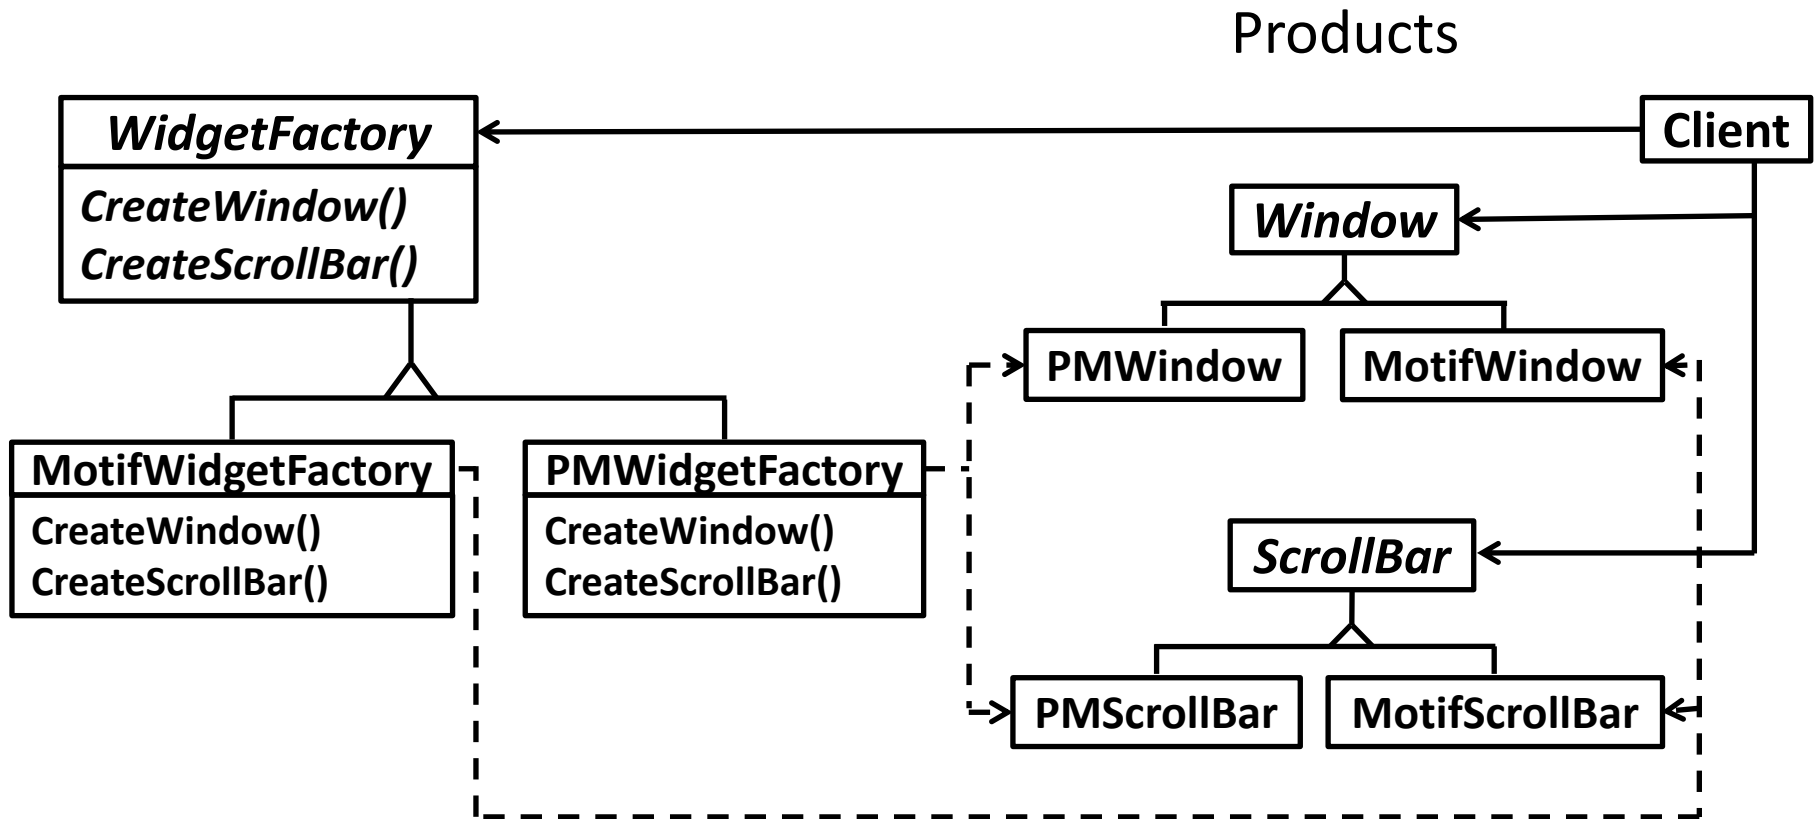 Products
WidgetFactory
CreateWindow()
CreateScrollBar()
Client
Window
PMWindow
MotifWindow
MotifWidgetFactory
CreateWindow()
CreateScrollBar()
PMWidgetFactory
CreateWindow()
CreateScrollBar()
ScrollBar
PMScrollBar
MotifScrollBar